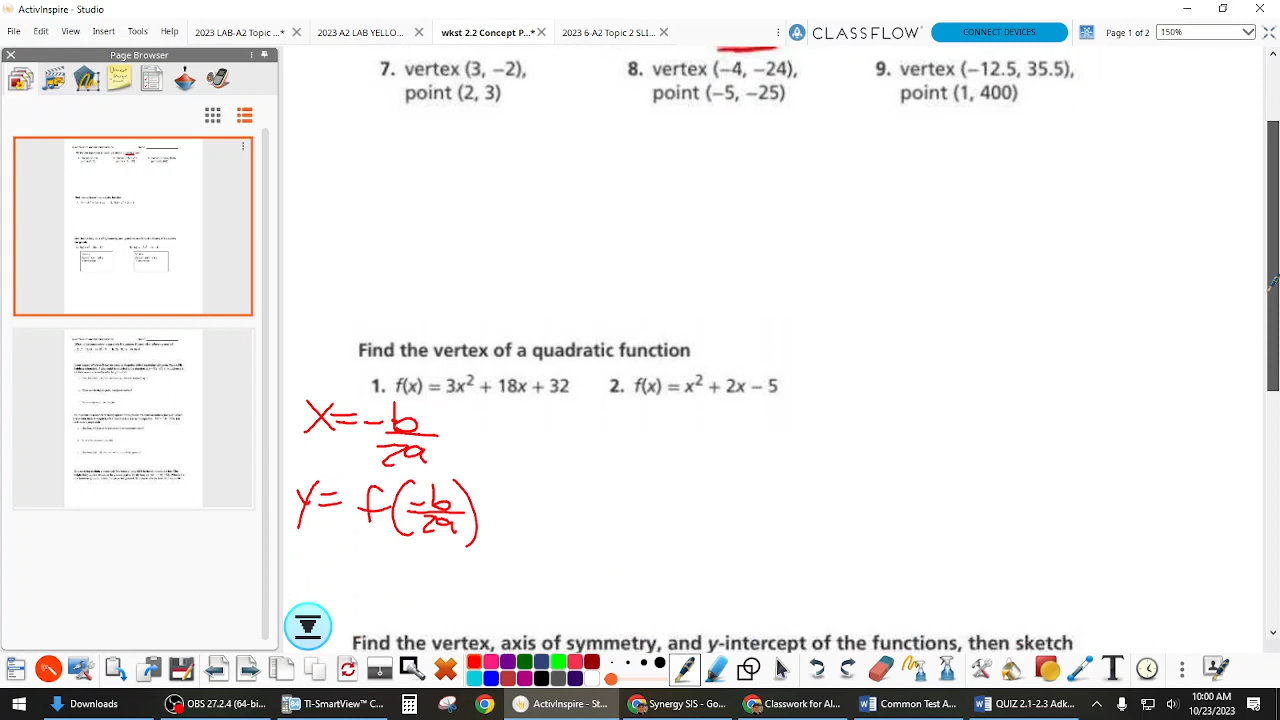 ActivInspire - Studio
File Edit View Insert Tools Help
2023 LAB-A2 Topic ...*
2023 A2 LAB YELLO...
wkst 2.2 Concept P...*
2023 6-A2 Topic 2 SLI...
CLASSFLOW
CONNECT DEVICES
Page 1 of 2
150%
Page Browser
7. vertex (3, −2),
point (2, 3)
8. vertex (−4, −24),
point (−5, −25)
9. vertex (−12.5, 35.5),
point (1, 400)
Find the vertex of a quadratic function
1. f(x) = 3x² + 18x + 32
2. f(x) = x² + 2x − 5
x = -b/2a
y = f(-b/2a)
Find the vertex, axis of symmetry, and y-intercept of the functions, then sketch
Downloads
OBS 27.2.4 (64-bi...
TI-SmartView™ C...
ActivInspire - Stu...
Synergy SIS - Go...
Classwork for Al...
Common Test A...
QUIZ 2.1-2.3 Adk...
10:00 AM
10/23/2023